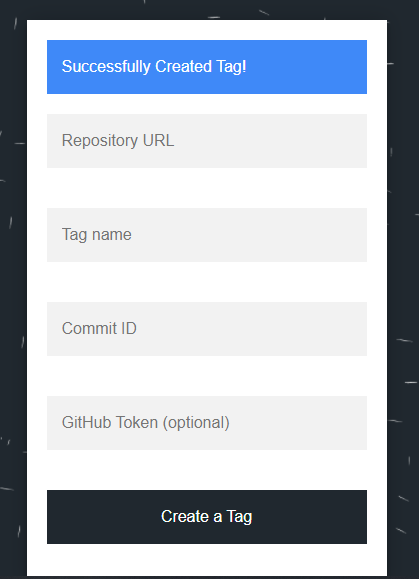 Successfully Created Tag!
Repository URL
Tag name
Commit ID
GitHub Token (optional)
Create a Tag